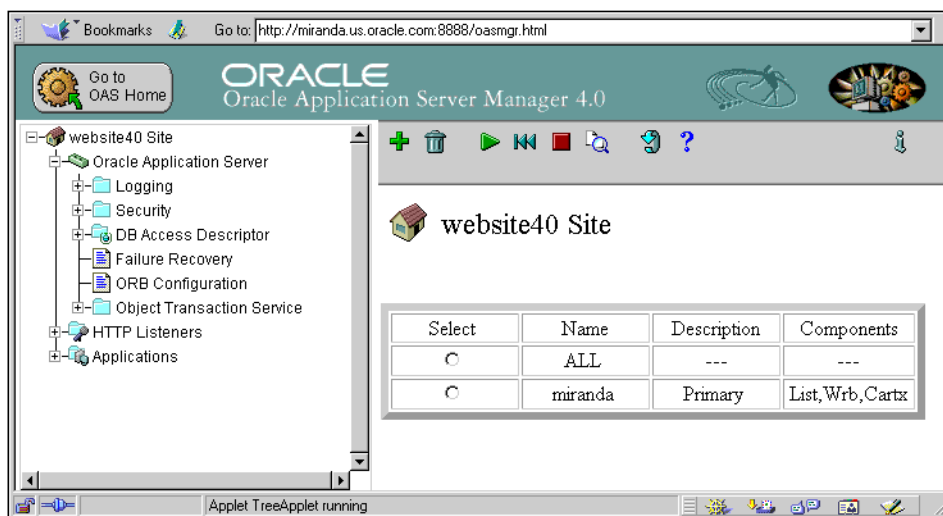 Bookmarks Go to: http://miranda.us.oracle.com:8888/oasmgr.html
Go to
OAS Home
ORACLE
Oracle Application Server Manager 4.0
website40 Site
Oracle Application Server
Logging
Security
DB Access Descriptor
Failure Recovery
ORB Configuration
Object Transaction Service
HTTP Listeners
Applications
website40 Site
Select Name Description Components
ALL --- ---
miranda Primary List,Wrb,Cartx
Applet TreeApplet running